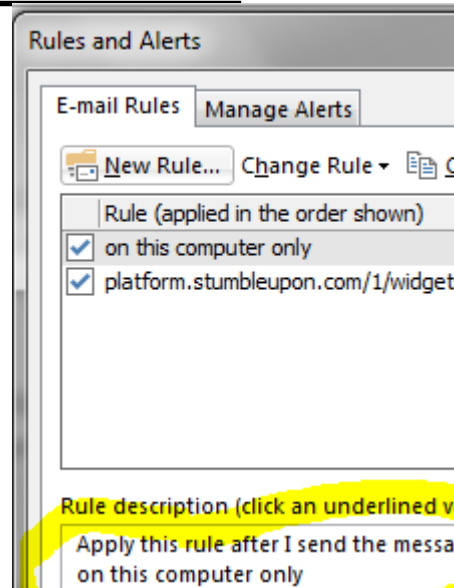 Rules and Alerts
E-mail Rules Manage Alerts
New Rule... Change Rule
Rule (applied in the order shown)
on this computer only
platform.stumbleupon.com/1/widget
Rule description (click an underlined
Apply this rule after I send the messa
on this computer only